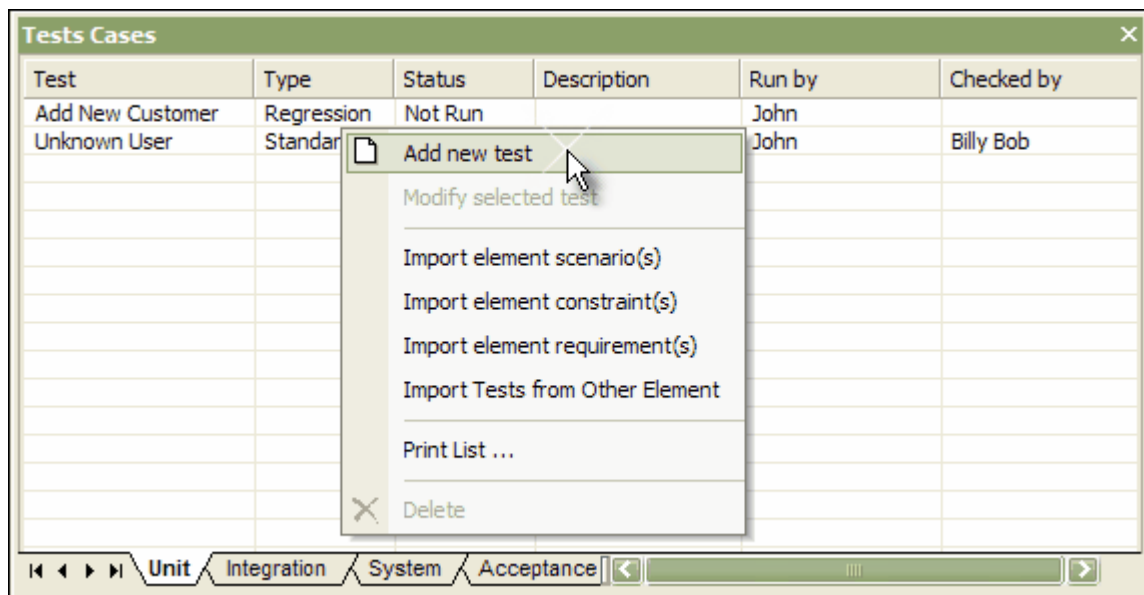 Tests Cases
Test Type Status Description Run by Checked by
Add New Customer Regression Not Run John
Unknown User Standar John Billy Bob
Add new test
Modify selected test
Import element scenario(s)
Import element constraint(s)
Import element requirement(s)
Import Tests from Other Element
Print List ...
Delete
Unit Integration System Acceptance